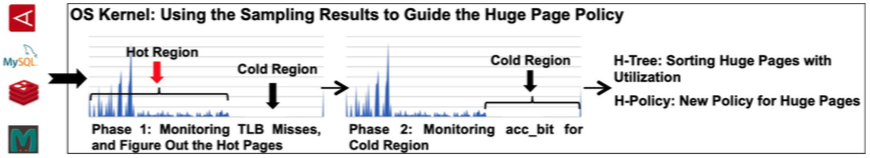 OS Kernel: Using the Sampling Results to Guide the Huge Page Policy
Hot Region
Cold Region
Phase 1: Monitoring TLB Misses,
and Figure Out the Hot Pages
Cold Region
Phase 2: Monitoring acc_bit for
Cold Region
H-Tree: Sorting Huge Pages with
Utilization
H-Policy: New Policy for Huge Pages
MySQL